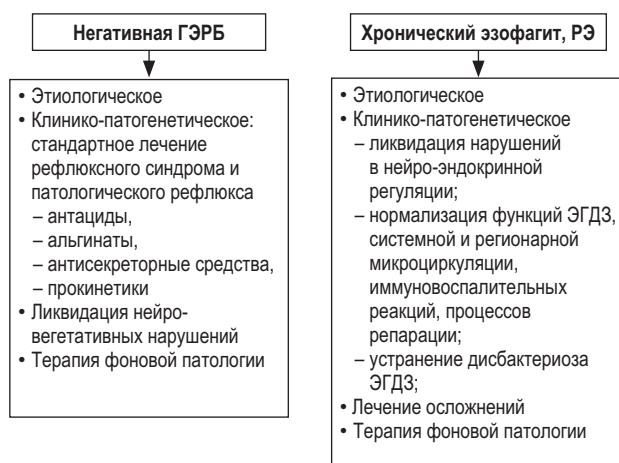 Негативная ГЭРБ
• Этиологическое
• Клинико-патогенетическое:
стандартное лечение
рефлюксного синдрома и
патологического рефлюкса
– антациды,
– альгинаты,
– антисекреторные средства,
– прокинетики
• Ликвидация нейро-
вегетативных нарушений
• Терапия фоновой патологии
Хронический эзофагит, РЭ
• Этиологическое
• Клинико-патогенетическое
– ликвидация нарушений
в нейро-эндокринной
регуляции;
– нормализация функций ЭГДЗ,
системной и регионарной
микроциркуляции,
иммуновоспалительных
реакций, процессов
репарации;
– устранение дисбактериоза
ЭГДЗ;
• Лечение осложнений
• Терапия фоновой патологии